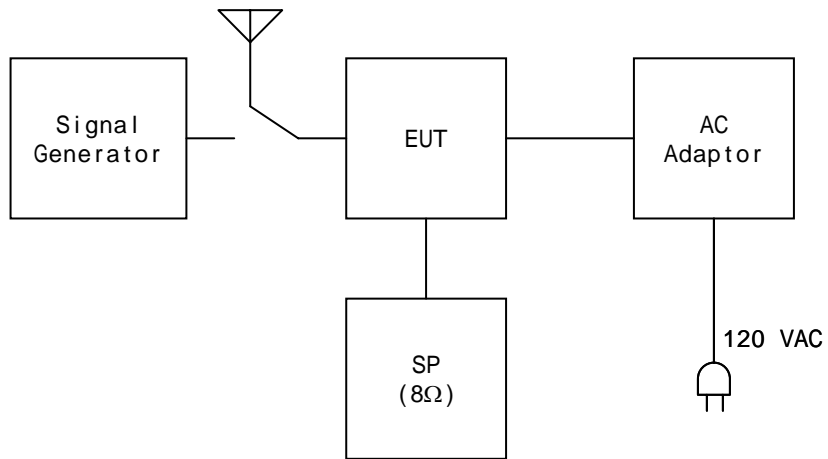 Signal
Generator
EUT
AC
Adaptor
SP
(8Ω)
120 VAC